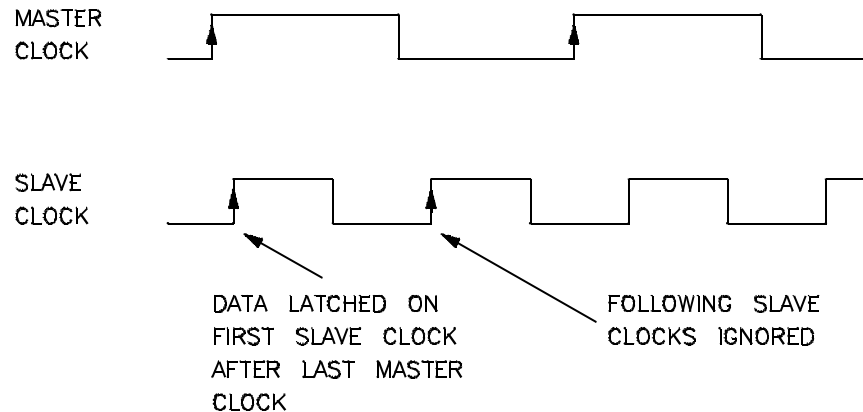 MASTER
CLOCK
SLAVE
CLOCK
DATA LATCHED ON
FIRST SLAVE CLOCK
AFTER LAST MASTER
CLOCK
FOLLOWING SLAVE
CLOCKS IGNORED